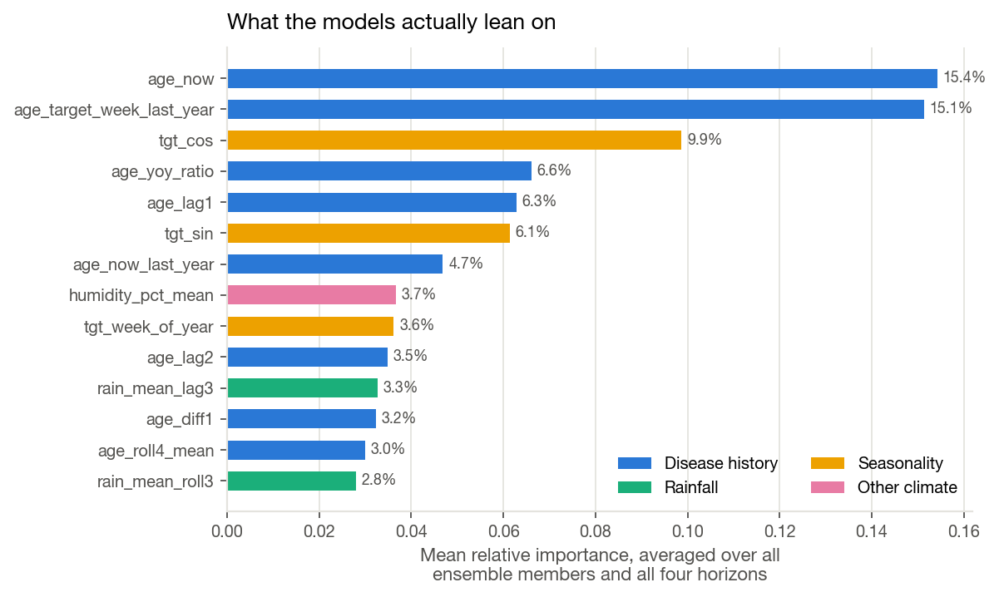 What the models actually lean on
age_now 15.4%
age_target_week_last_year 15.1%
tgt_cos 9.9%
age_yoy_ratio 6.6%
age_lag1 6.3%
tgt_sin 6.1%
age_now_last_year 4.7%
humidity_pct_mean 3.7%
tgt_week_of_year 3.6%
age_lag2 3.5%
rain_mean_lag3 3.3%
age_diff1 3.2%
age_roll4_mean 3.0%
rain_mean_roll3 2.8%
Disease history Seasonality
Rainfall Other climate
0.00 0.02 0.04 0.06 0.08 0.10 0.12 0.14 0.16
Mean relative importance, averaged over all
ensemble members and all four horizons